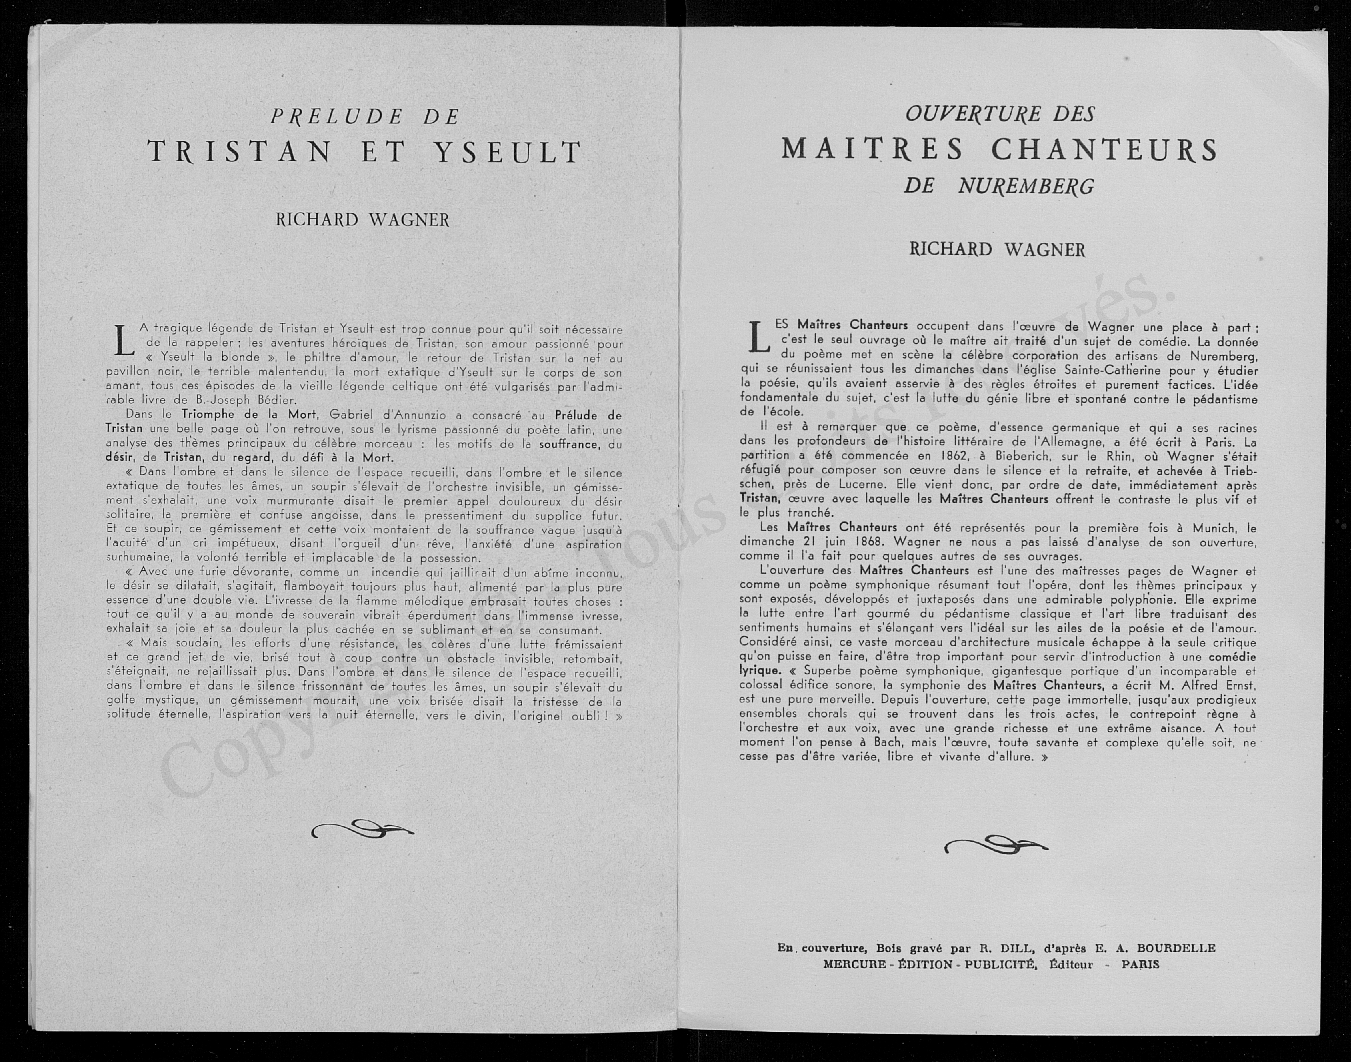 PRELUDE DE
TRISTAN ET YSEULT
RICHARD WAGNER
LA tragique légende de Tristan et Yseult est trop connue pour qu'il soit nécessaire
de la rappeler ; les aventures héroïques de Tristan, son amour passionné pour
« Yseult la blonde », le philtre d'amour, le retour de Tristan sur la nef au
pavillon noir, le terrible malentendu, la mort extatique d'Yseult sur le corps de son
amant, tous ces épisodes de la vieille légende celtique ont été vulgarisés par l'admi-
rable livre de B.-Joseph Bédier.
Dans le Triomphe de la Mort, Gabriel d'Annunzio a consacré au Prélude de
Tristan une belle page où l'on retrouve, sous le lyrisme passionné du poète latin, une
analyse des thèmes principaux du célèbre morceau : les motifs de la souffrance, du
désir, de Tristan, du regard, du défi à la Mort.
« Dans l'ombre et dans le silence de l'espace recueilli, dans l'ombre et le silence
extatique de toutes les âmes, un soupir s'élevait de l'orchestre invisible, un gémisse-
ment s'exhalait, une voix murmurante disait le premier appel douloureux du désir
solitaire, la première et confuse angoisse, dans le pressentiment du supplice futur.
Et ce soupir, ce gémissement et cette voix montaient de la souffrance vague jusqu'à
l'acuité d'un cri impétueux, disant l'orgueil d'un rêve, l'anxiété d'une aspiration
surhumaine, la volonté terrible et implacable de la possession.
« Avec une furie dévorante, comme un incendie qui jaillirait d'un abîme inconnu,
le désir se dilatait, s'agitait, flamboyait toujours plus haut, alimenté par la plus pure
essence d'une double vie. L'ivresse de la flamme mélodique embrasait toutes choses ;
tout ce qu'il y a au monde de souverain vibrait éperdument dans l'immense ivresse,
exhalait sa joie et sa douleur la plus cachée en se sublimant et en se consumant.
« Mais soudain, les efforts d'une résistance, les colères d'une lutte frémissaient
et ce grand jet de vie, brisé tout à coup contre un obstacle invisible, retombait,
s'éteignait, ne rejaillissait plus. Dans l'ombre et dans le silence de l'espace recueilli,
dans l'ombre et dans le silence frissonnant de toutes les âmes, un soupir s'élevait du
golfe mystique, un gémissement mourait, une voix brisée disait la tristesse de la
solitude éternelle, l'aspiration vers la nuit éternelle, vers le divin, l'originel oubli ! »
OUVERTURE DES
MAITRES CHANTEURS
DE NUREMBERG
RICHARD WAGNER
LES Maîtres Chanteurs occupent dans l'œuvre de Wagner une place à part ;
c'est le seul ouvrage où le maître ait traité d'un sujet de comédie. La donnée
du poème met en scène la célèbre corporation des artisans de Nuremberg,
qui se réunissaient tous les dimanches dans l'église Sainte-Catherine pour y étudier
la poésie, qu'ils avaient asservie à des règles étroites et purement factices. L'idée
fondamentale du sujet, c'est la lutte du génie libre et spontané contre le pédantisme
de l'école.
Il est à remarquer que ce poème, d'essence germanique et qui a ses racines
dans les profondeurs de l'histoire littéraire de l'Allemagne, a été écrit à Paris. La
partition a été commencée en 1862, à Bieberich, sur le Rhin, où Wagner s'était
réfugié pour composer son œuvre dans le silence et la retraite, et achevée à Trieb-
schen, près de Lucerne. Elle vient donc, par ordre de date, immédiatement après
Tristan, œuvre avec laquelle les Maîtres Chanteurs offrent le contraste le plus vif et
le plus tranché.
Les Maîtres Chanteurs ont été représentés pour la première fois à Munich, le
dimanche 21 juin 1868. Wagner ne nous a pas laissé d'analyse de son ouverture,
comme il l'a fait pour quelques autres de ses ouvrages.
L'ouverture des Maîtres Chanteurs est l'une des maîtresses pages de Wagner et
comme un poème symphonique résumant tout l'opéra, dont les thèmes principaux y
sont exposés, développés et juxtaposés dans une admirable polyphonie. Elle exprime
la lutte entre l'art gourmé du pédantisme classique et l'art libre traduisant des
sentiments humains et s'élançant vers l'idéal sur les ailes de la poésie et de l'amour.
Considéré ainsi, ce vaste morceau d'architecture musicale échappe à la seule critique
qu'on puisse en faire, d'être trop important pour servir d'introduction à une comédie
lyrique. « Superbe poème symphonique, gigantesque portique d'un incomparable et
colossal édifice sonore, la symphonie des Maîtres Chanteurs, a écrit M. Alfred Ernst,
est une pure merveille. Depuis l'ouverture, cette page immortelle, jusqu'aux prodigieux
ensembles chorals qui se trouvent dans les trois actes, le contrepoint règne à
l'orchestre et aux voix, avec une grande richesse et une extrême aisance. A tout
moment l'on pense à Bach, mais l'œuvre, toute savante et complexe qu'elle soit, ne
cesse pas d'être variée, libre et vivante d'allure. »
En couverture, Bois gravé par R. DILL, d'après E. A. BOURDELLE
MERCURE - ÉDITION - PUBLICITÉ, Éditeur - PARIS